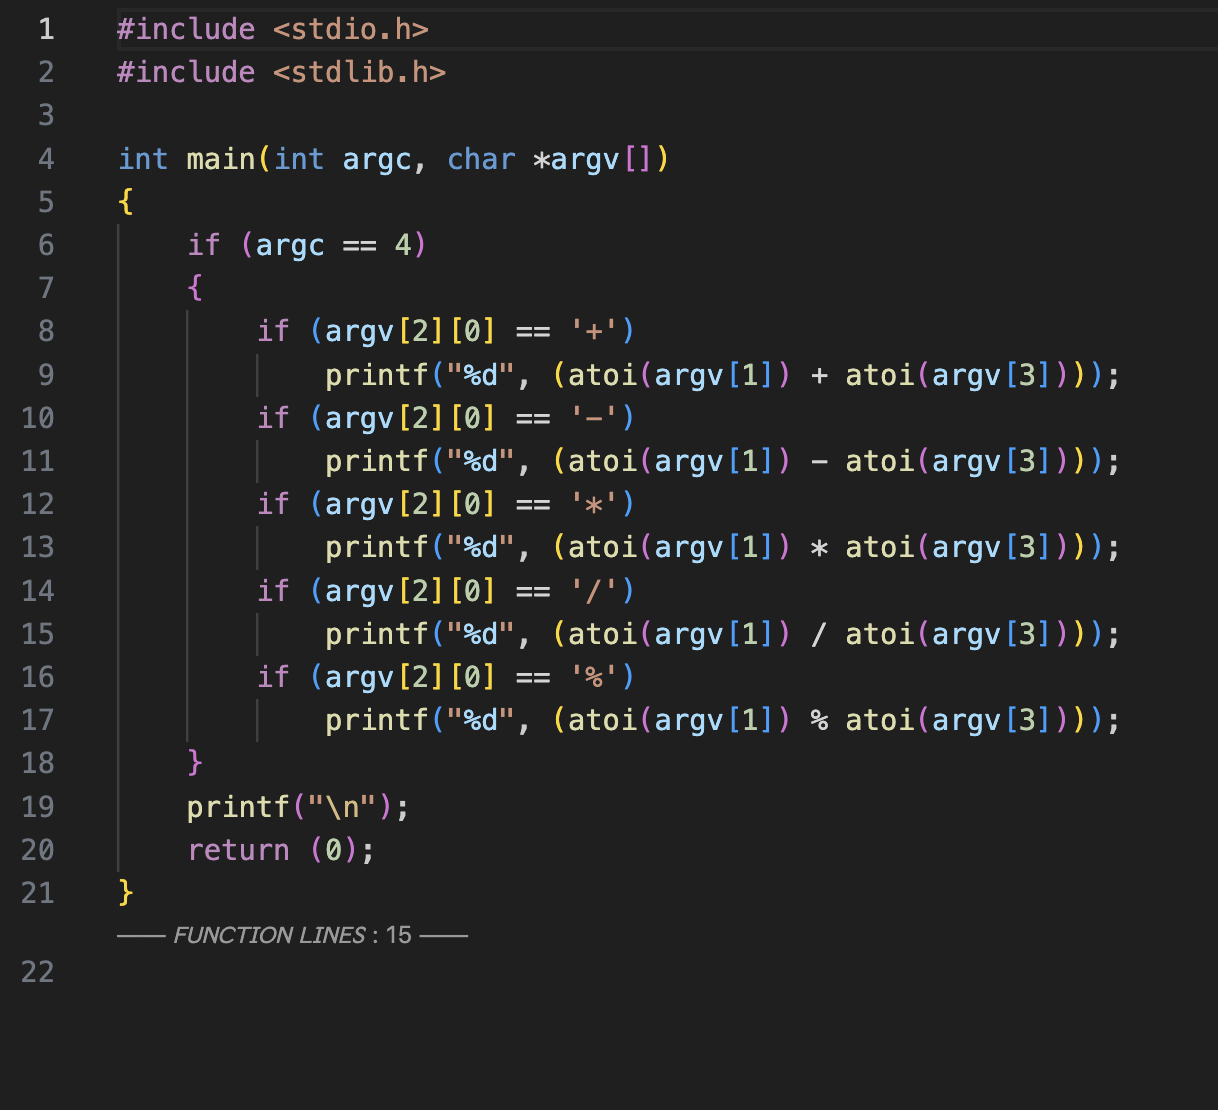 1 #include <stdio.h>
2 #include <stdlib.h>
3
4 int main(int argc, char *argv[])
5 {
6     if (argc == 4)
7     {
8         if (argv[2][0] == '+')
9             printf("%d", (atoi(argv[1]) + atoi(argv[3])));
10         if (argv[2][0] == '-')
11             printf("%d", (atoi(argv[1]) - atoi(argv[3])));
12         if (argv[2][0] == '*')
13             printf("%d", (atoi(argv[1]) * atoi(argv[3])));
14         if (argv[2][0] == '/')
15             printf("%d", (atoi(argv[1]) / atoi(argv[3])));
16         if (argv[2][0] == '%')
17             printf("%d", (atoi(argv[1]) % atoi(argv[3])));
18     }
19     printf("\n");
20     return (0);
21 }
—— FUNCTION LINES : 15 ——
22